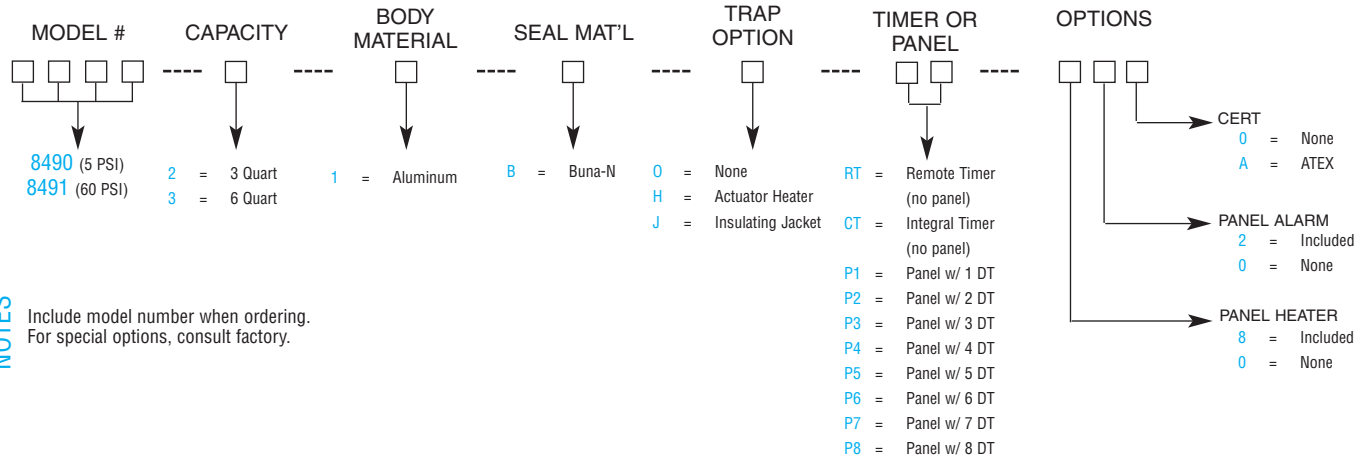 MODEL #
CAPACITY
BODY
MATERIAL
SEAL MAT'L
TRAP
OPTION
TIMER OR
PANEL
OPTIONS
8490 (5 PSI)
8491 (60 PSI)
2 = 3 Quart
3 = 6 Quart
1 = Aluminum
B = Buna-N
O = None
H = Actuator Heater
J = Insulating Jacket
RT = Remote Timer
(no panel)
CT = Integral Timer
(no panel)
P1 = Panel w/ 1 DT
P2 = Panel w/ 2 DT
P3 = Panel w/ 3 DT
P4 = Panel w/ 4 DT
P5 = Panel w/ 5 DT
P6 = Panel w/ 6 DT
P7 = Panel w/ 7 DT
P8 = Panel w/ 8 DT
CERT
0 = None
A = ATEX
PANEL ALARM
2 = Included
0 = None
PANEL HEATER
8 = Included
0 = None
NOTES
Include model number when ordering.
For special options, consult factory.